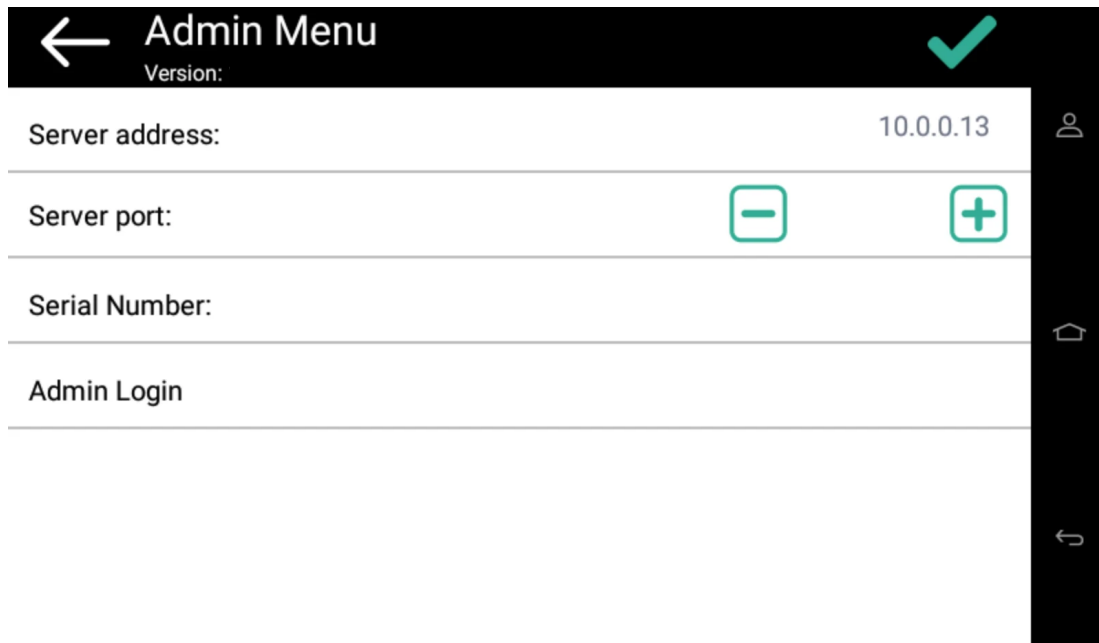 Admin Menu
Version:
Server address: 10.0.0.13
Server port:
Serial Number:
Admin Login